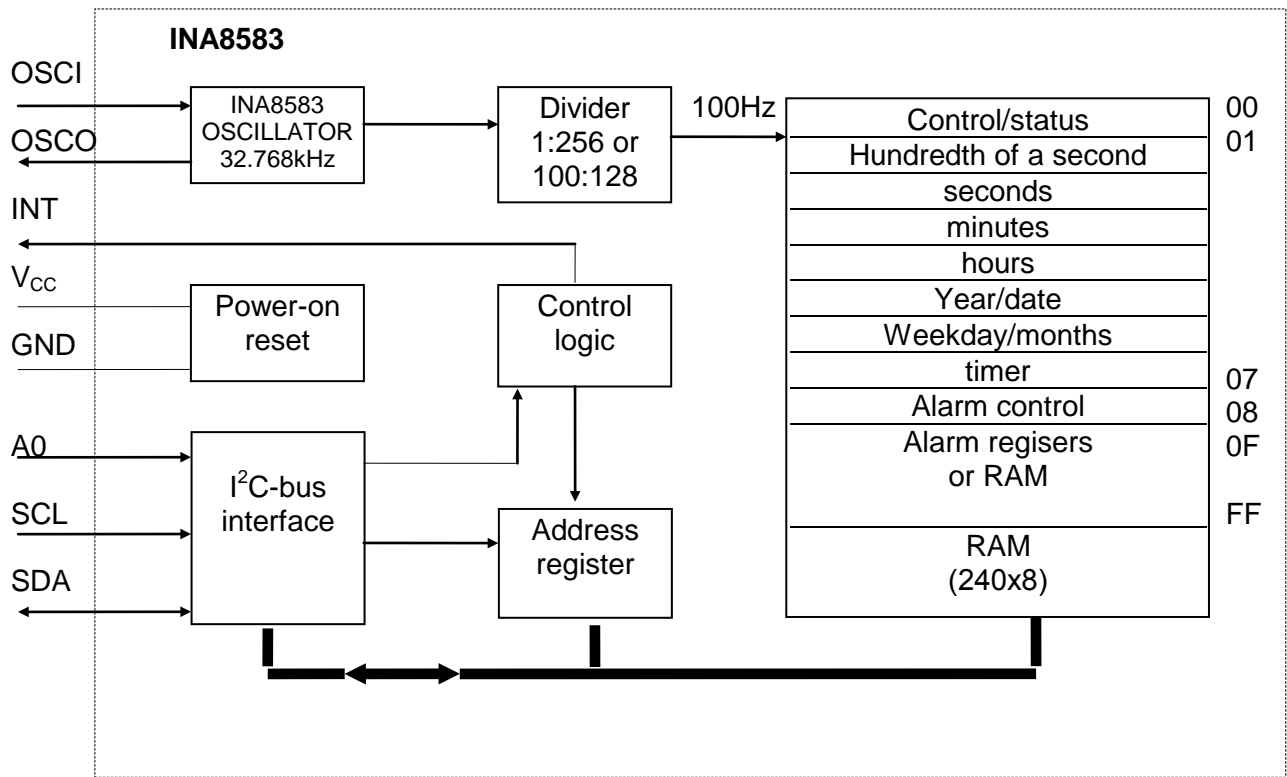 INA8583
OSCI
OSCO
INT
VCC
GND
A0
SCL
SDA
INA8583
OSCILLATOR
32.768kHz
Divider
1:256 or
100:128
100Hz
Power-on
reset
Control
logic
I2C-bus
interface
Address
register
Control/status
Hundredth of a second
seconds
minutes
hours
Year/date
Weekday/months
timer
Alarm control
Alarm regisers
or RAM
RAM
(240x8)
00
01
07
08
0F
FF